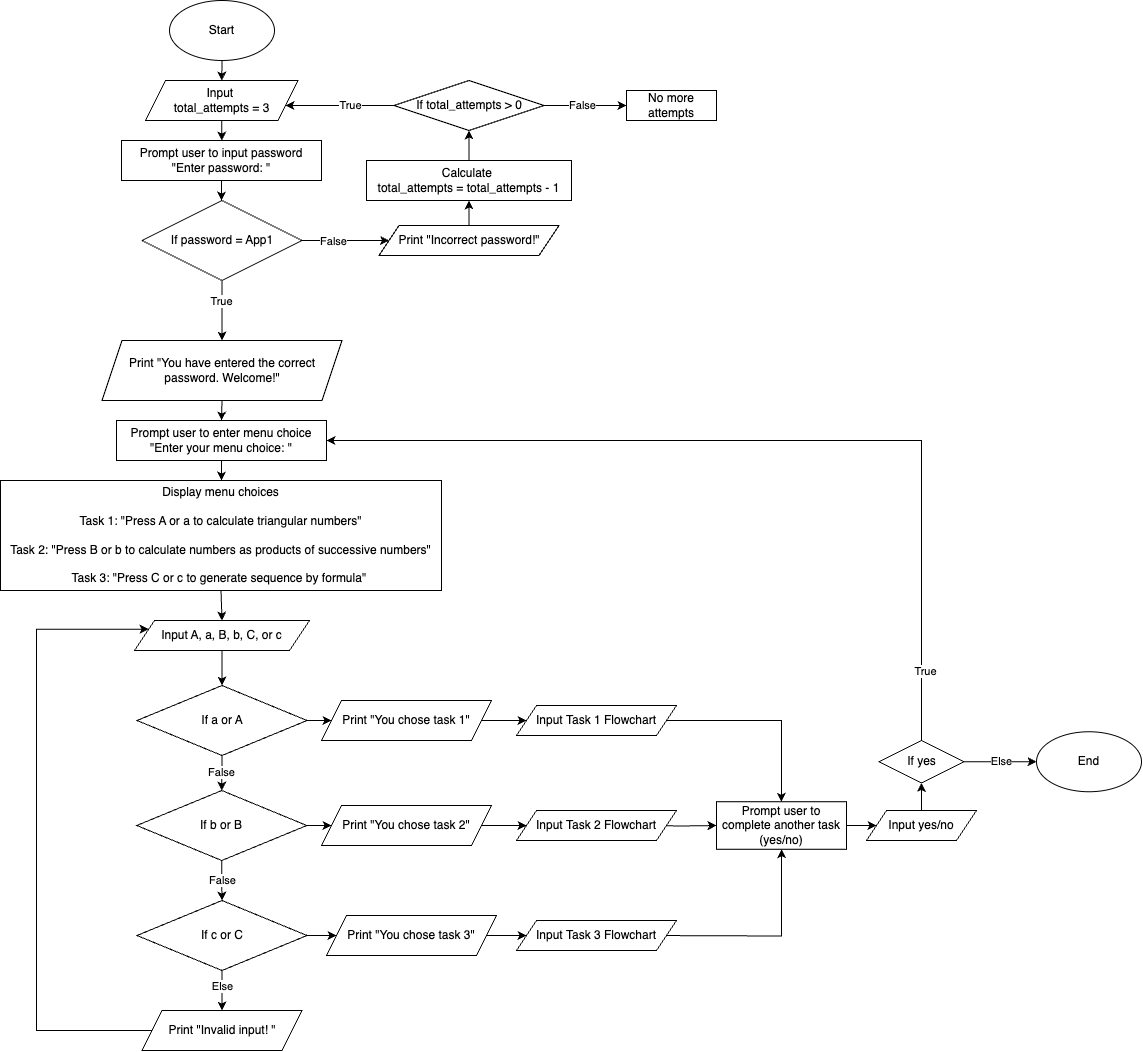 Start
Input
total_attempts = 3
If total_attempts > 0
True
False
No more
attempts
Prompt user to input password
"Enter password: "
Calculate
total_attempts = total_attempts - 1
If password = App1
False
Print "Incorrect password!"
True
Print "You have entered the correct
password. Welcome!"
Prompt user to enter menu choice
"Enter your menu choice: "
Display menu choices
Task 1: "Press A or a to calculate triangular numbers"
Task 2: "Press B or b to calculate numbers as products of successive numbers"
Task 3: "Press C or c to generate sequence by formula"
Input A, a, B, b, C, or c
If a or A
Print "You chose task 1"
Input Task 1 Flowchart
False
If b or B
Print "You chose task 2"
Input Task 2 Flowchart
False
If c or C
Print "You chose task 3"
Input Task 3 Flowchart
Else
Print "Invalid input! "
Prompt user to
complete another task
(yes/no)
Input yes/no
If yes
True
Else
End